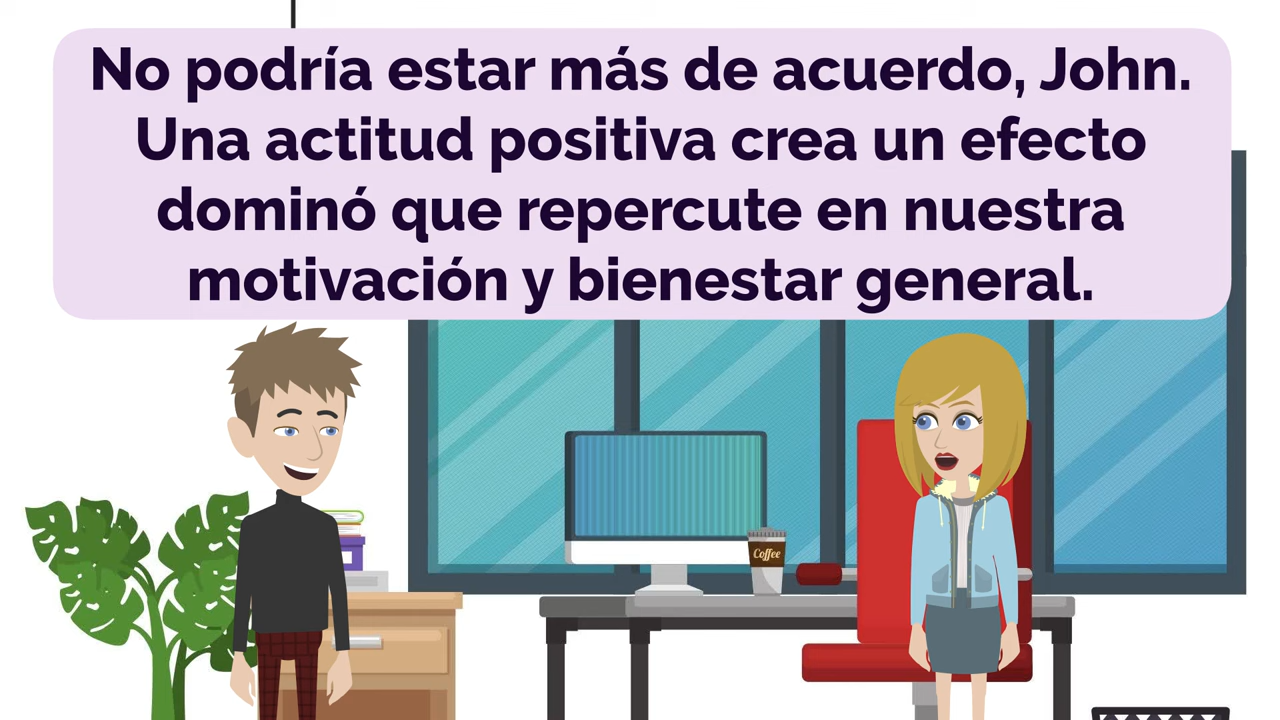 No podría estar más de acuerdo, John.
Una actitud positiva crea un efecto
dominó que repercute en nuestra
motivación y bienestar general.
Coffee